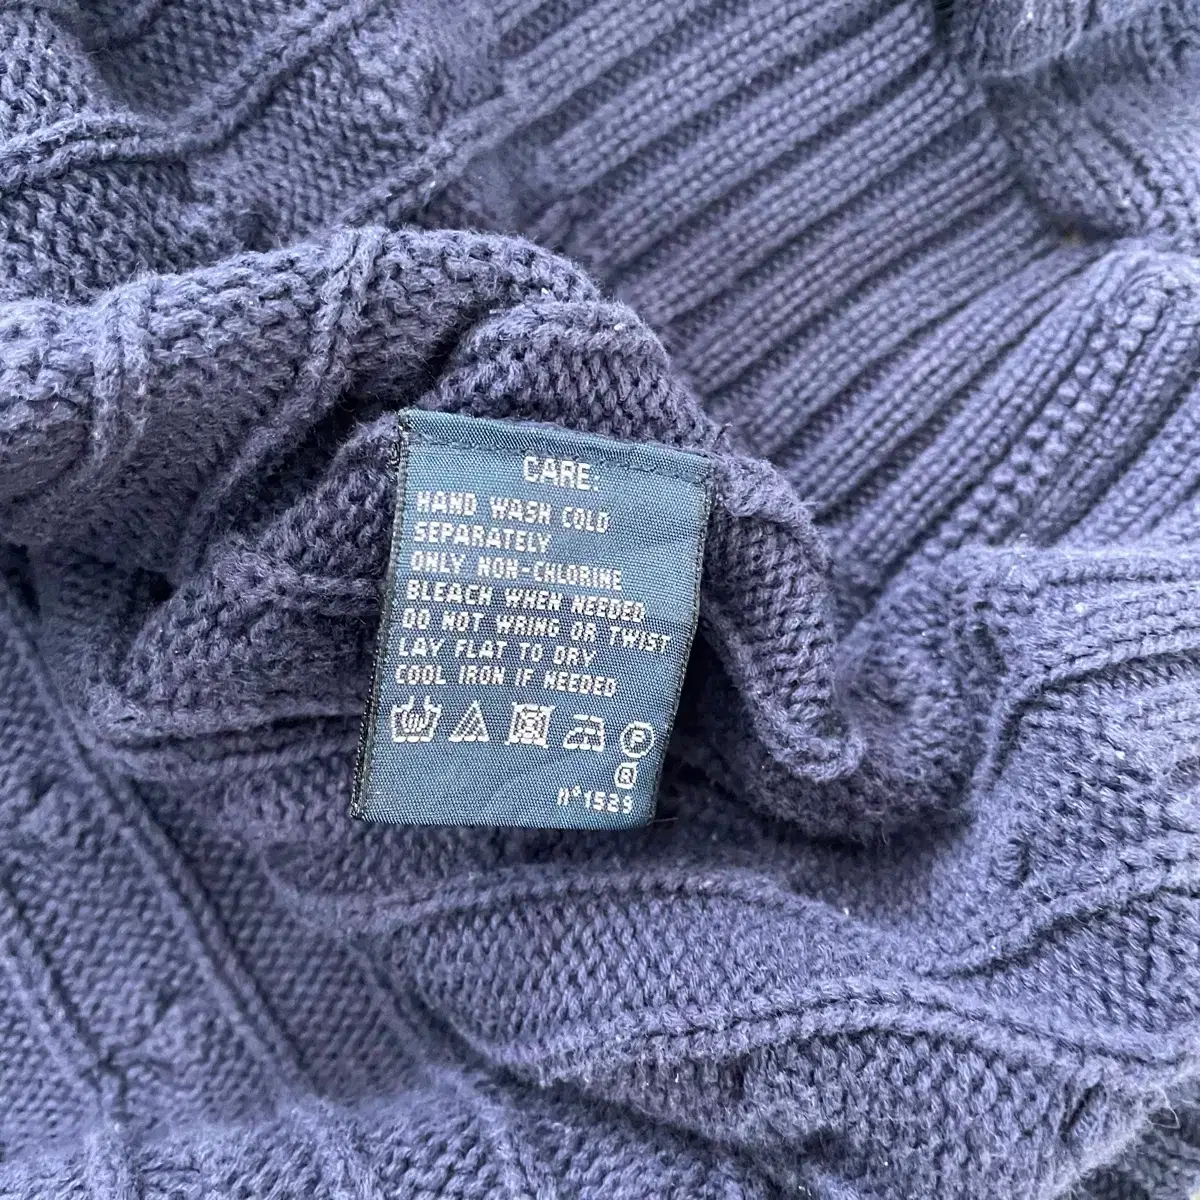 CARE:
HAND WASH COLD
SEPARATELY
ONLY NON-CHLORINE
BLEACH WHEN NEEDED
DO NOT WRING OR TWIST
LAY FLAT TO DRY
COOL IRON IF NEEDED
P
R
n°1523